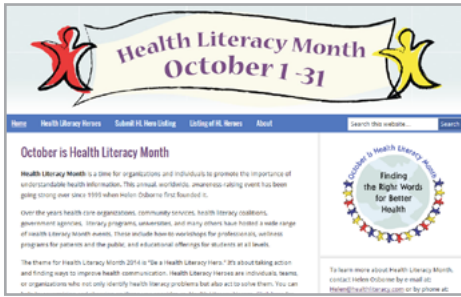 Health Literacy Month
October 1 -31
Home Health Literacy Heroes Submit HL Hero Listing Listing of HL Heroes About Search this website... Search
October is Health Literacy Month
Health Literacy Month is a time for organizations and individuals to promote the importance of
understandable health information. This annual, worldwide, awareness-raising event has been
going strong ever since 1999 when Helen Osborne first founded it.
Over the years health care organizations, community services, health literacy coalitions,
government agencies, literacy programs, universities, and many others have hosted a wide range
of Health Literacy Month events. These include how-to workshops for professionals, wellness
programs for patients and the public, and educational offerings for students at all levels.
The theme for Health Literacy Month 2014 is "Be a Health Literacy Hero." It's about taking action
and finding ways to improve health communication. Health Literacy Heroes are individuals, teams,
or organizations who not only identify health literacy problems but also act to solve them. You can
October is Health Literacy Month
Finding
the Right Words
for Better
Health
To learn more about Health Literacy Month,
contact Helen Osborne by e-mail at:
Helen@healthliteracy.com or by phone at: